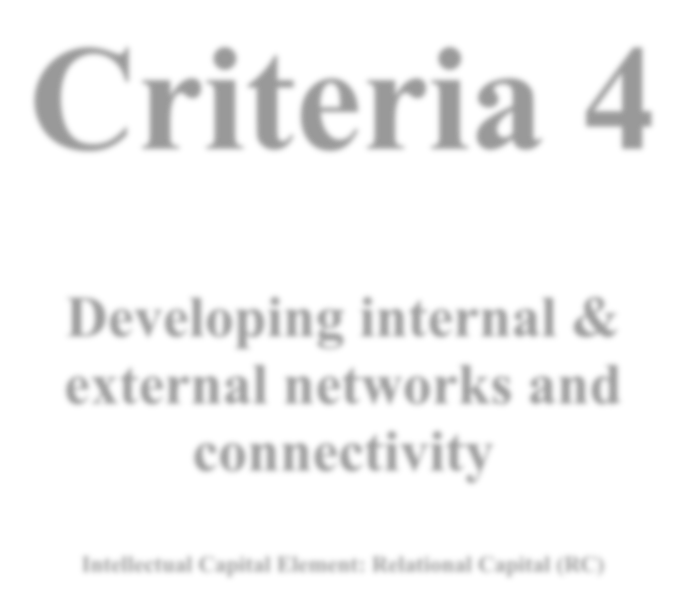 Criteria 4
Developing internal &
external networks and
connectivity
Intellectual Capital Element: Relational Capital (RC)